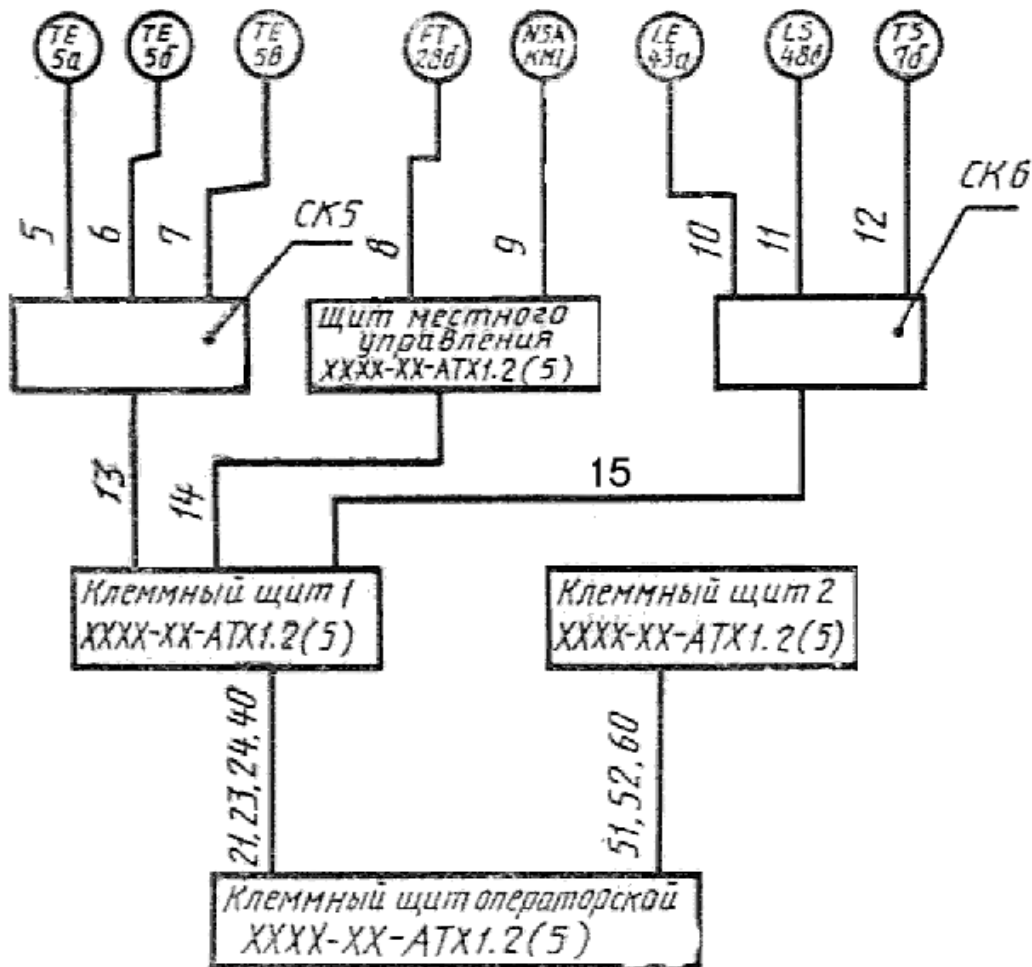 TE
5а
TE
5б
TE
5в
FT
28б
NSA
КМ1
LE
43а
LS
48б
TS
7б
5
6
7
СК5
8
9
10
11
12
СК6
Щит местного
управления
XXXX-XX-ATX1.2(5)
13
14
15
Клеммный щит 1
XXXX-XX-ATX1.2(5)
Клеммный щит 2
XXXX-XX-ATX1.2(5)
21,23,24,40
51,52,60
Клеммный щит операторской
XXXX-XX-ATX1.2(5)